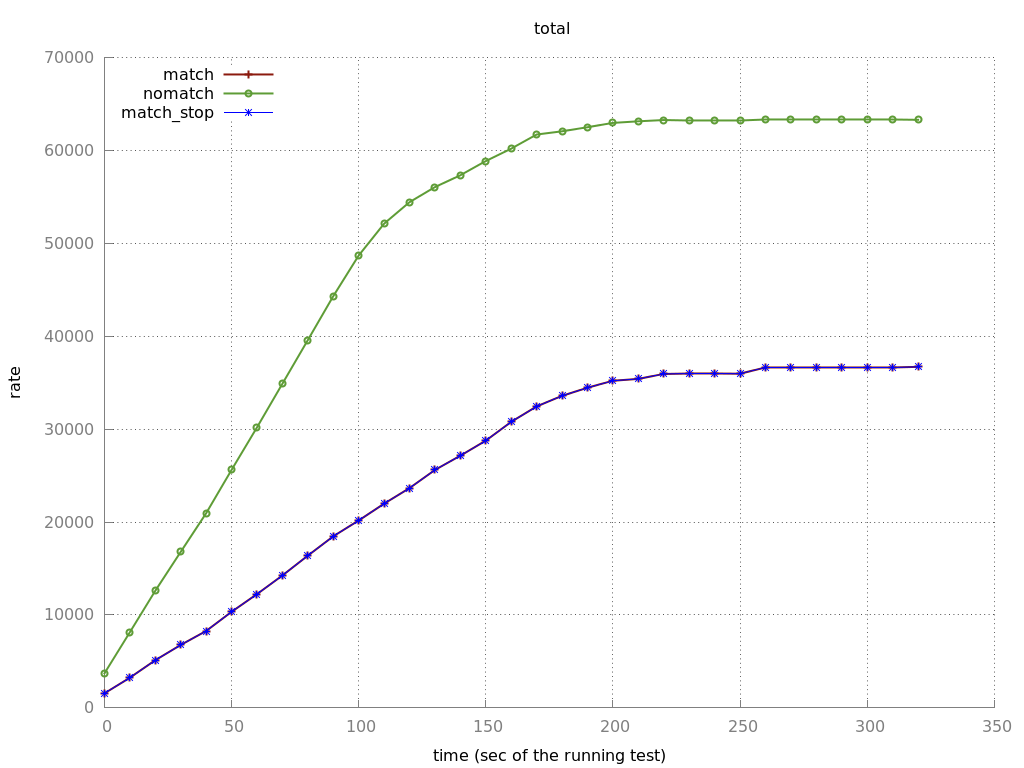 total
70000
60000
50000
40000
30000
20000
10000
0
rate
match
nomatch
match_stop
0 50 100 150 200 250 300 350
time (sec of the running test)